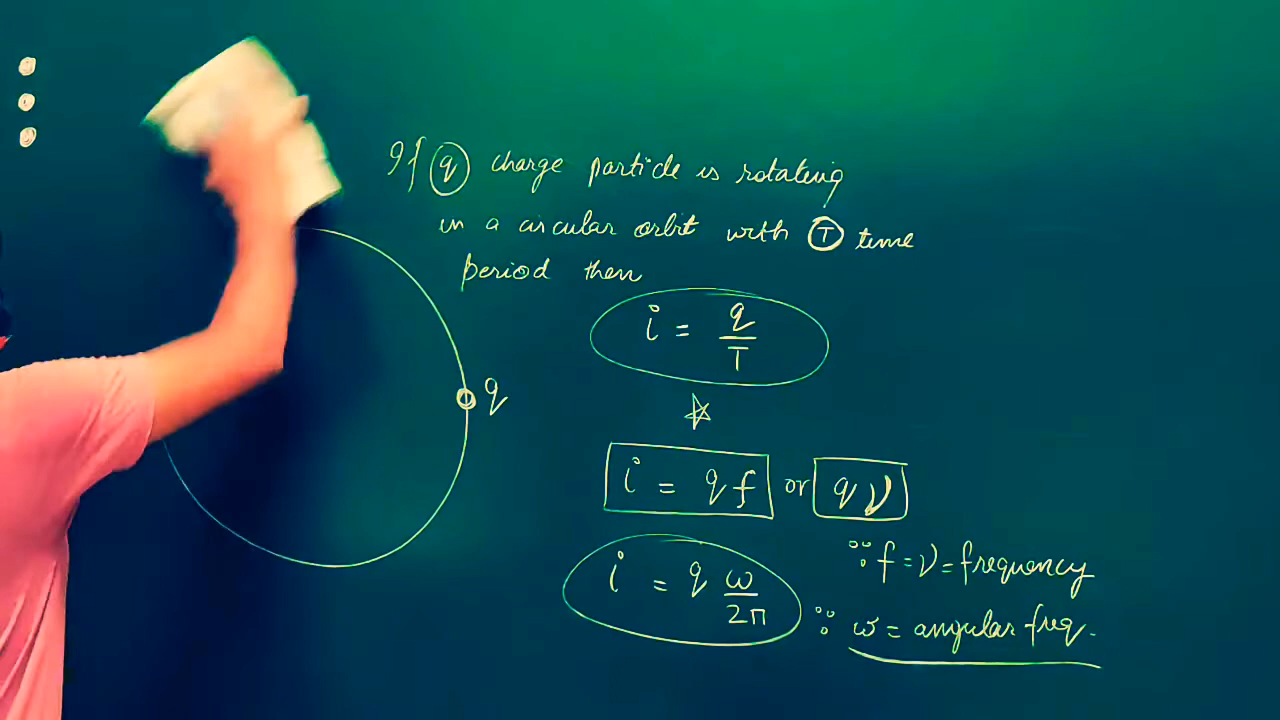 If q charge particle is rotating
in a circular orbit with T time
period then
i = q/T
q
i = qf or qν
∵ f = ν = frequency
i = q ω/2π
∵ ω = angular freq.